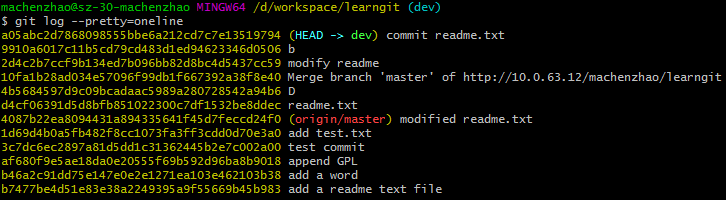 machenzhao@sz-30-machenzhao MINGW64 /d/workspace/learngit (dev)
$ git log --pretty=oneline
a05abc2d7868098555bbe6a212cd7c7e13519794 (HEAD -> dev) commit readme.txt
9910a6017c11b5cd79cd483d1ed94623346d0506 b
2d4c2b7ccf9b134ed7b096bb82d8bc4d5437cc59 modify readme
10fa1b28ad034e57096f99db1f667392a38f8e40 Merge branch 'master' of http://10.0.63.12/machenzhao/learngit
4b5684597d9c09bcadaac5989a280728542a94b6 D
d4cf06391d5d8bfb851022300c7df1532be8ddec readme.txt
4087b22ea8094431a894335641f45d7feccd24f0 (origin/master) modified readme.txt
1d69d4b0a5fb482f8cc1073fa3ff3cdd0d70e3a0 add test.txt
3c7dc6ec2897a81d5dd1c31362445b2e7c002a00 test commit
af680f9e5ae18da0e20555f69b592d96ba8b9018 append GPL
b46a2c91dd75e147e0e2e1271ea103e462103b38 add a word
b7477be4d51e83e38a2249395a9f55669b45b983 add a readme text file